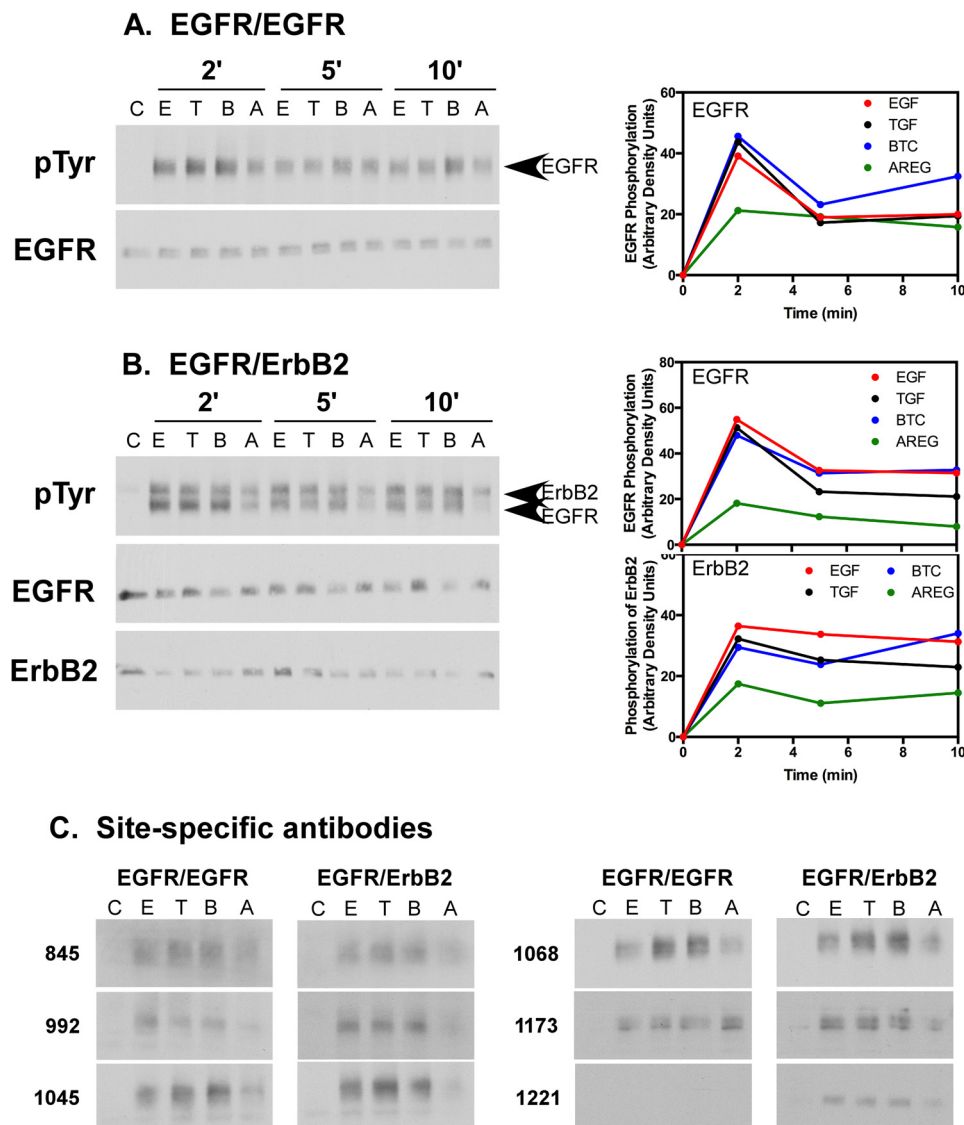 A. EGFR/EGFR
2' 5' 10'
C E T B A E T B A E T B A
pTyr
EGFR
EGFR
EGFR
EGF
TGF
BTC
AREG
EGFR Phosphorylation
(Arbitrary Density Units)
60
40
20
0
0 2 4 6 8 10
Time (min)
B. EGFR/ErbB2
2' 5' 10'
C E T B A E T B A E T B A
pTyr
ErbB2
EGFR
EGFR
ErbB2
EGFR
EGF
TGF
BTC
AREG
EGFR Phosphorylation
(Arbitrary Density Units)
80
60
40
20
0
ErbB2
EGF BTC
TGF AREG
Phosphorylation of ErbB2
(Arbitrary Density Units)
60
40
20
0
0 2 4 6 8 10
Time (min)
C. Site-specific antibodies
EGFR/EGFR EGFR/ErbB2
C E T B A C E T B A
845
992
1045
EGFR/EGFR EGFR/ErbB2
C E T B A C E T B A
1068
1173
1221